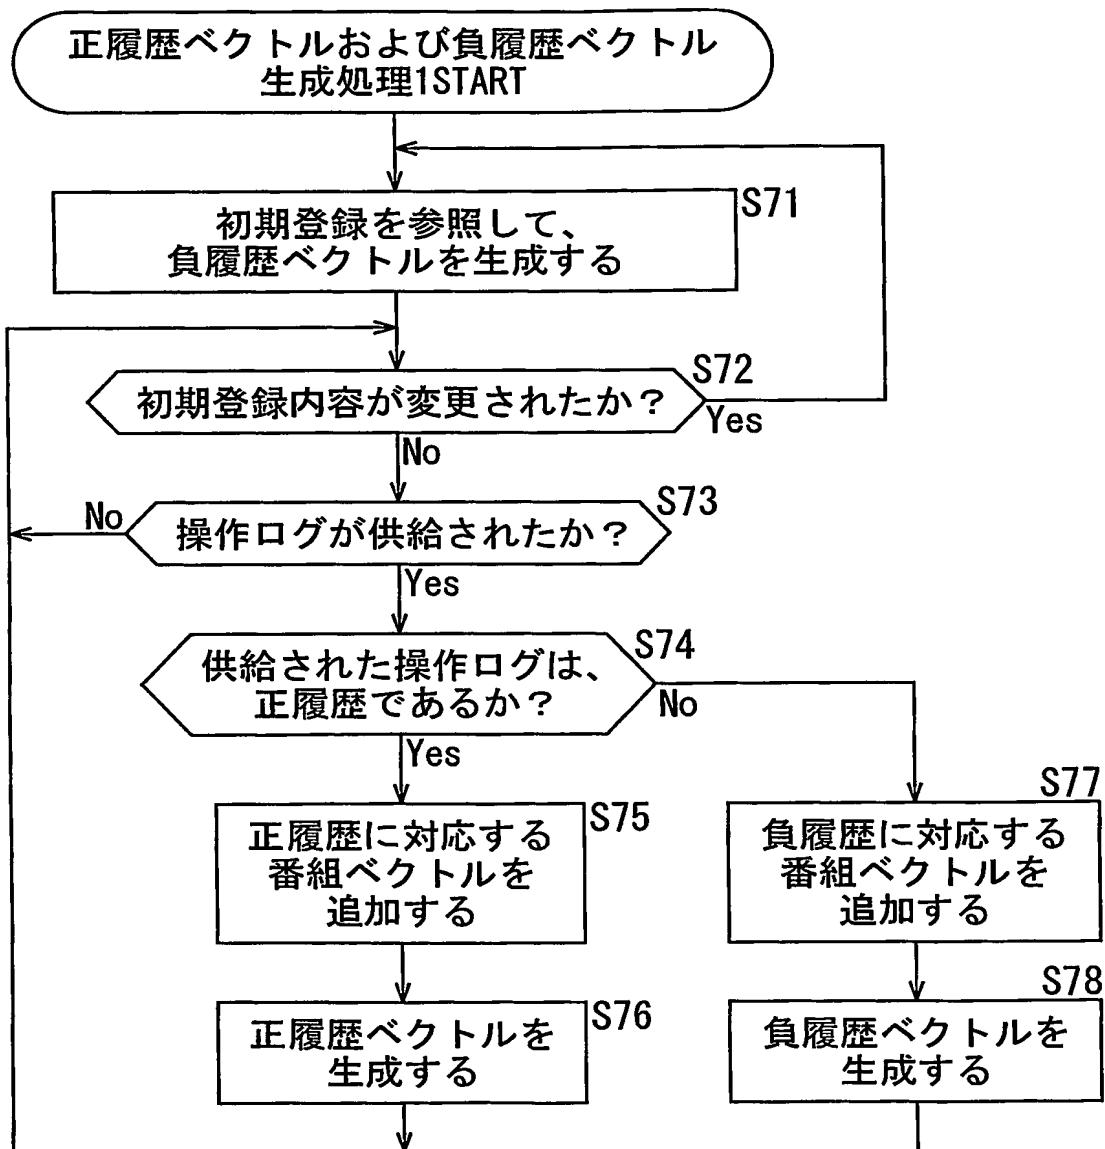 正履歴ベクトルおよび負履歴ベクトル
生成処理1START
S71
初期登録を参照して、
負履歴ベクトルを生成する
S72
初期登録内容が変更されたか？
Yes
No
S73
No
操作ログが供給されたか？
Yes
S74
供給された操作ログは、
正履歴であるか？
No
Yes
S75
正履歴に対応する
番組ベクトルを
追加する
S77
負履歴に対応する
番組ベクトルを
追加する
S76
正履歴ベクトルを
生成する
S78
負履歴ベクトルを
生成する